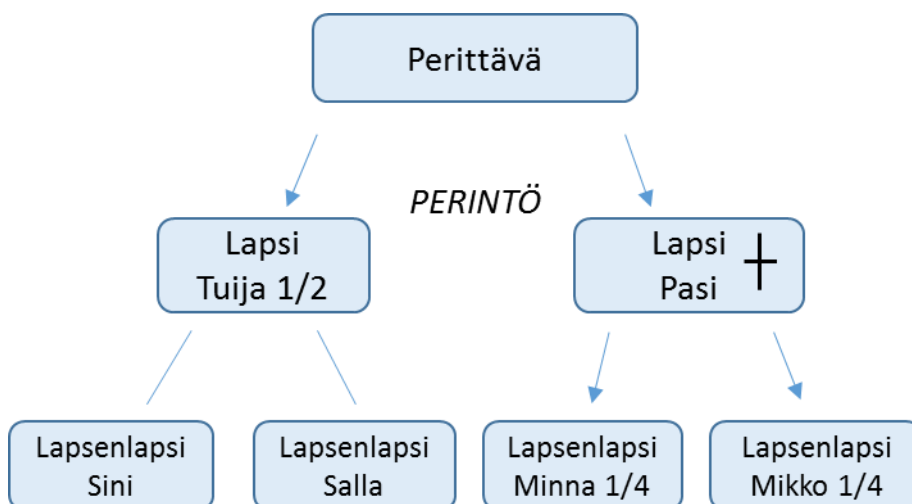 Perittävä
PERINTÖ
Lapsi
Tuija 1/2
Lapsi
Pasi
Lapsenlapsi
Sini
Lapsenlapsi
Salla
Lapsenlapsi
Minna 1/4
Lapsenlapsi
Mikko 1/4